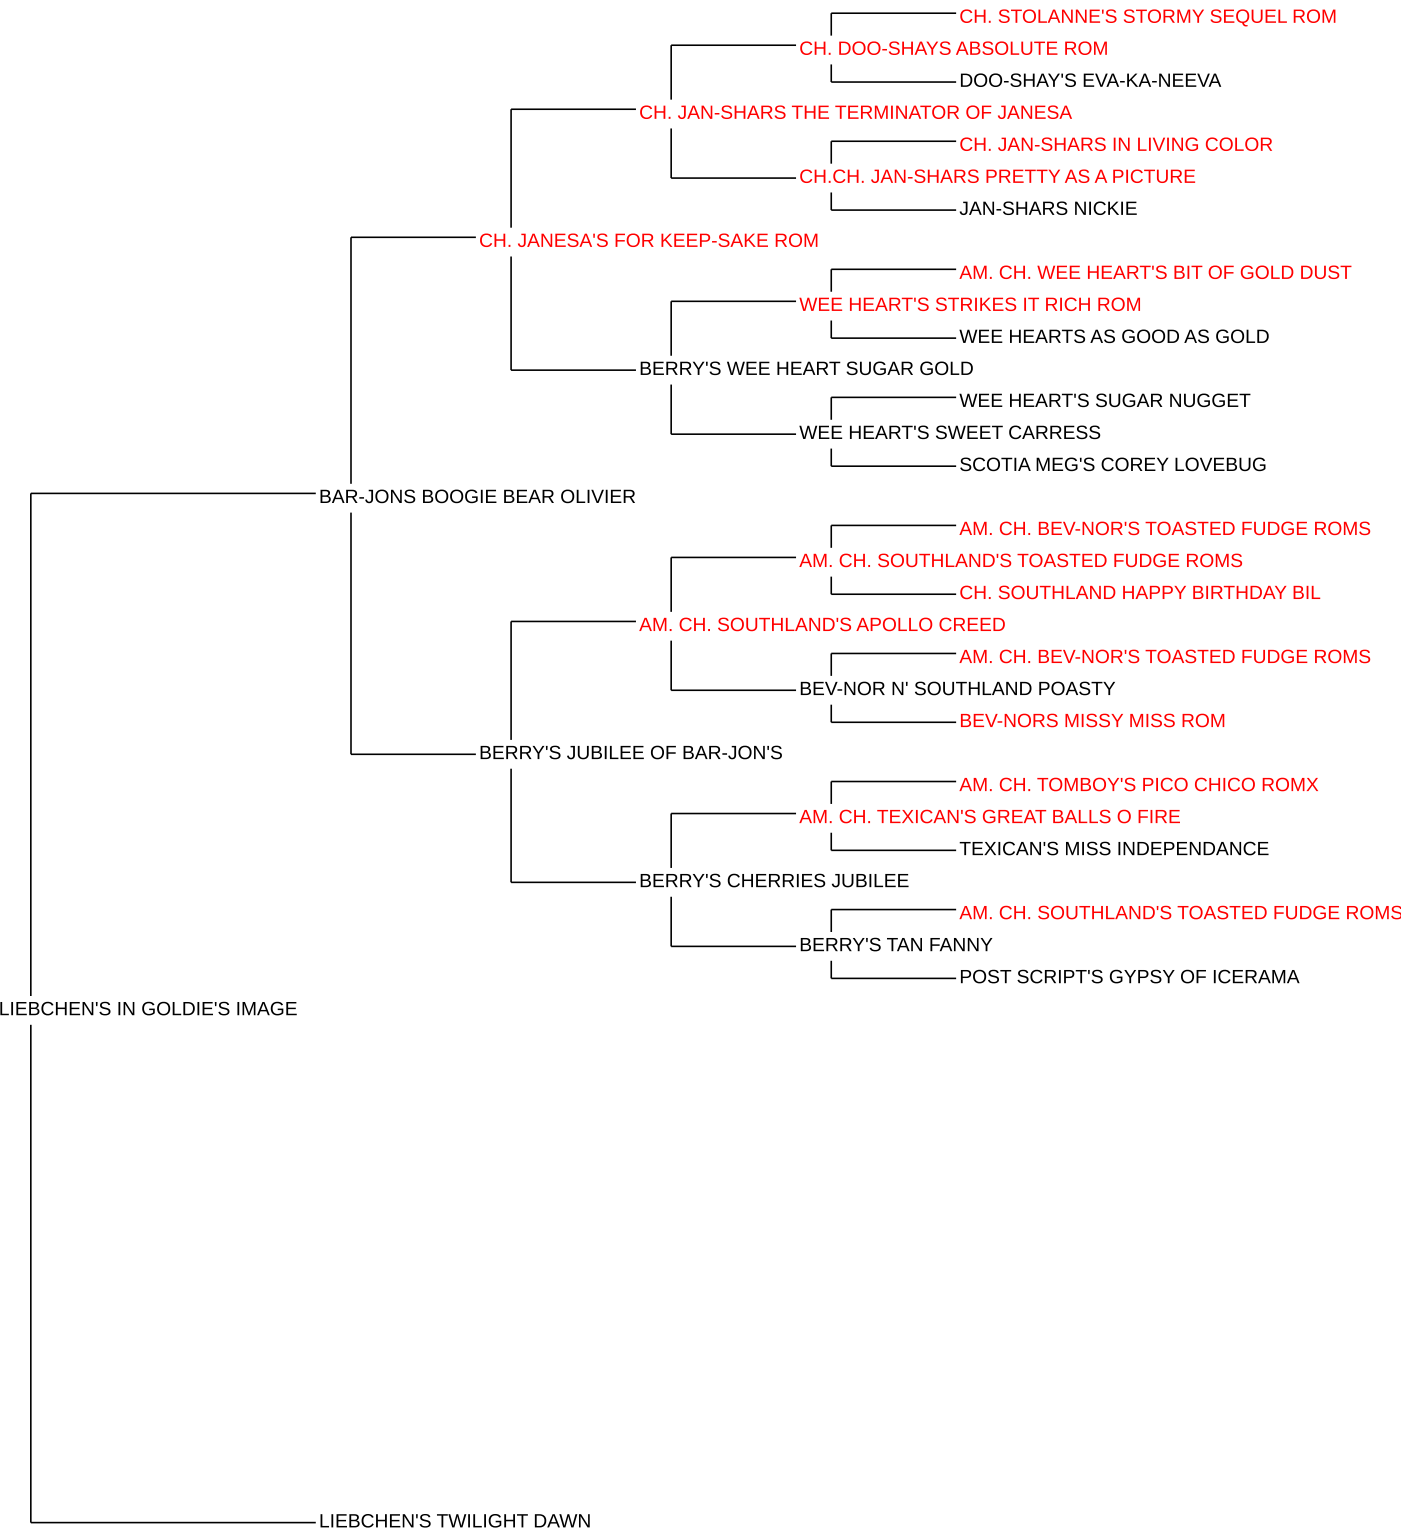 CH. STOLANNE'S STORMY SEQUEL ROM
CH. DOO-SHAYS ABSOLUTE ROM
DOO-SHAY'S EVA-KA-NEEVA
CH. JAN-SHARS THE TERMINATOR OF JANESA
CH. JAN-SHARS IN LIVING COLOR
CH.CH. JAN-SHARS PRETTY AS A PICTURE
JAN-SHARS NICKIE
CH. JANESA'S FOR KEEP-SAKE ROM
AM. CH. WEE HEART'S BIT OF GOLD DUST
WEE HEART'S STRIKES IT RICH ROM
WEE HEARTS AS GOOD AS GOLD
BERRY'S WEE HEART SUGAR GOLD
WEE HEART'S SUGAR NUGGET
WEE HEART'S SWEET CARRESS
SCOTIA MEG'S COREY LOVEBUG
BAR-JONS BOOGIE BEAR OLIVIER
AM. CH. BEV-NOR'S TOASTED FUDGE ROMS
AM. CH. SOUTHLAND'S TOASTED FUDGE ROMS
CH. SOUTHLAND HAPPY BIRTHDAY BIL
AM. CH. SOUTHLAND'S APOLLO CREED
AM. CH. BEV-NOR'S TOASTED FUDGE ROMS
BEV-NOR N' SOUTHLAND POASTY
BEV-NORS MISSY MISS ROM
BERRY'S JUBILEE OF BAR-JON'S
AM. CH. TOMBOY'S PICO CHICO ROMX
AM. CH. TEXICAN'S GREAT BALLS O FIRE
TEXICAN'S MISS INDEPENDANCE
BERRY'S CHERRIES JUBILEE
AM. CH. SOUTHLAND'S TOASTED FUDGE ROMS
BERRY'S TAN FANNY
POST SCRIPT'S GYPSY OF ICERAMA
LIEBCHEN'S IN GOLDIE'S IMAGE
LIEBCHEN'S TWILIGHT DAWN